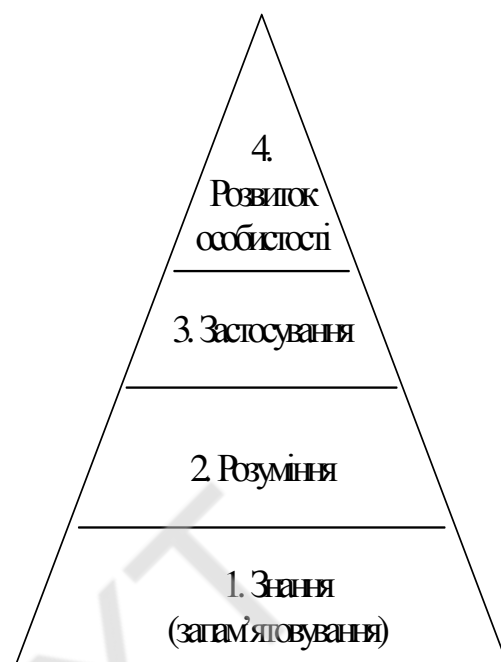 4.
Розвиток
особистості
3. Застосування
2. Розуміння
1. Знання
(запам’ятовування)